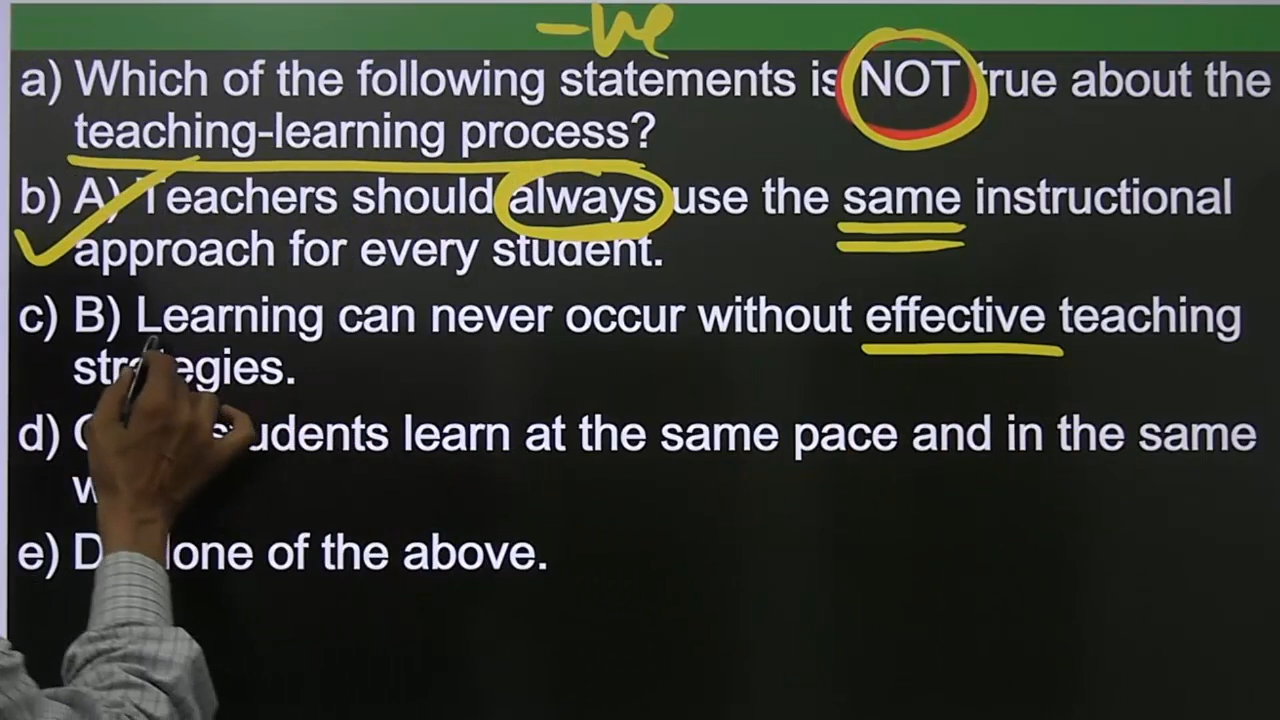 -ve
a) Which of the following statements is NOT true about the
teaching-learning process?
b) A) Teachers should always use the same instructional
approach for every student.
c) B) Learning can never occur without effective teaching
strategies.
d) students learn at the same pace and in the same
e) D of the above.